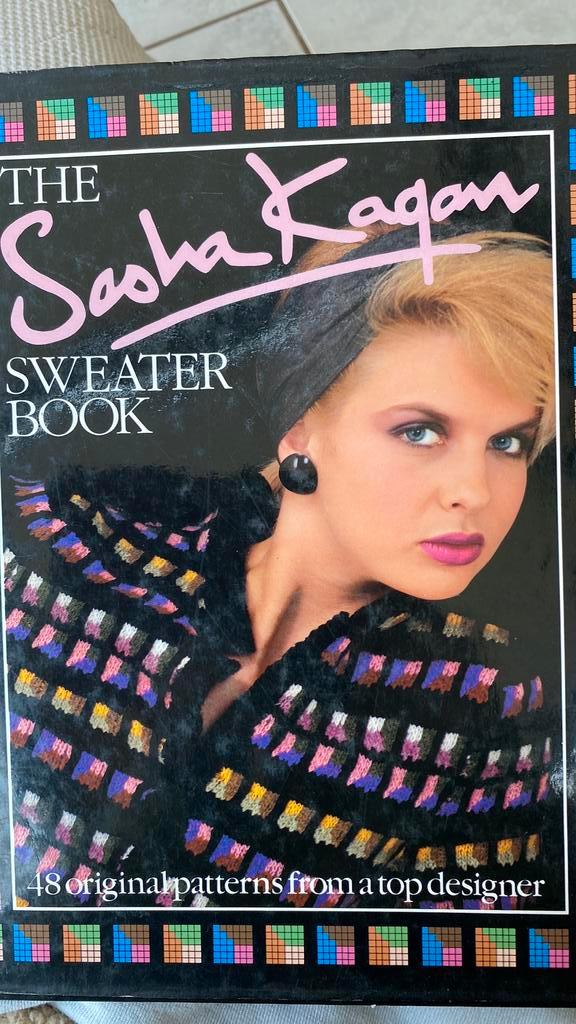 THE
Sasha Kagan
SWEATER
BOOK
48 original patterns from a top designer